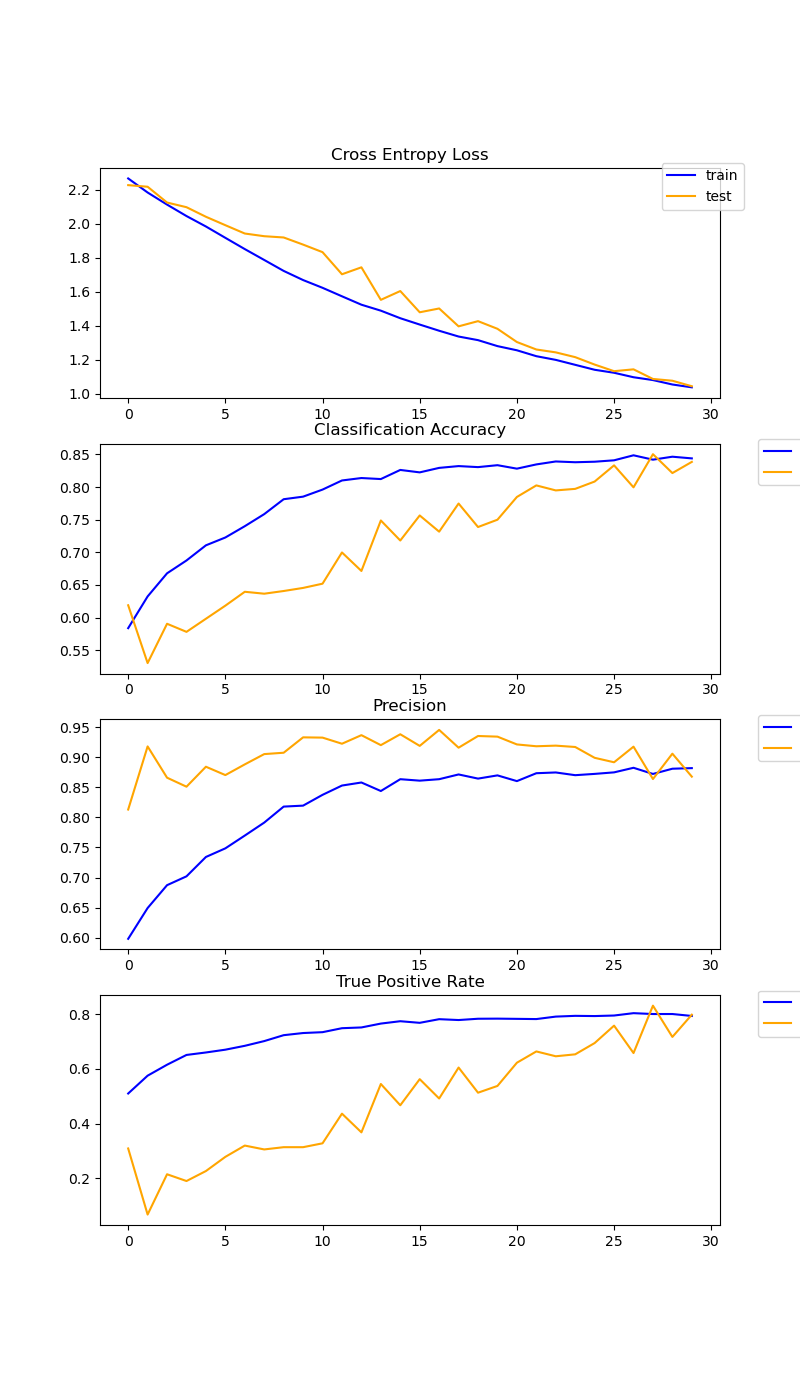 Cross Entropy Loss
train
test
2.2
2.0
1.8
1.6
1.4
1.2
1.0
0 5 10 15 20 25 30
Classification Accuracy
0.85
0.80
0.75
0.70
0.65
0.60
0.55
0 5 10 15 20 25 30
Precision
0.95
0.90
0.85
0.80
0.75
0.70
0.65
0.60
0 5 10 15 20 25 30
True Positive Rate
0.8
0.6
0.4
0.2
0 5 10 15 20 25 30